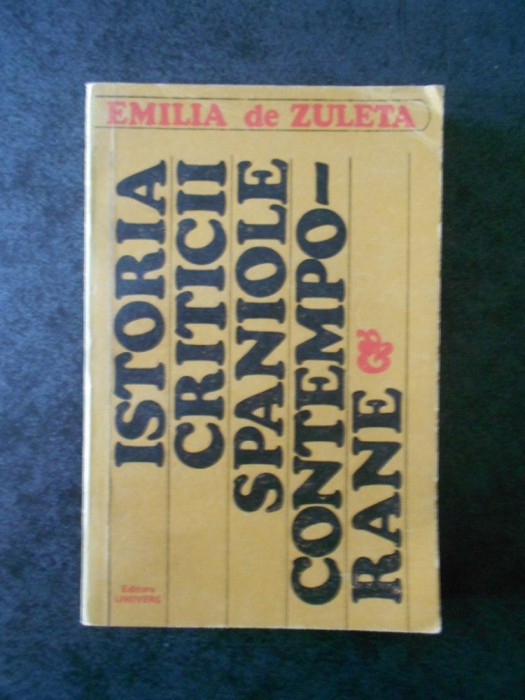 EMILIA de ZULETA
ISTORIA
CRITICII
SPANIOLE
CONTEMPO-
RANE
Editura
UNIVERS